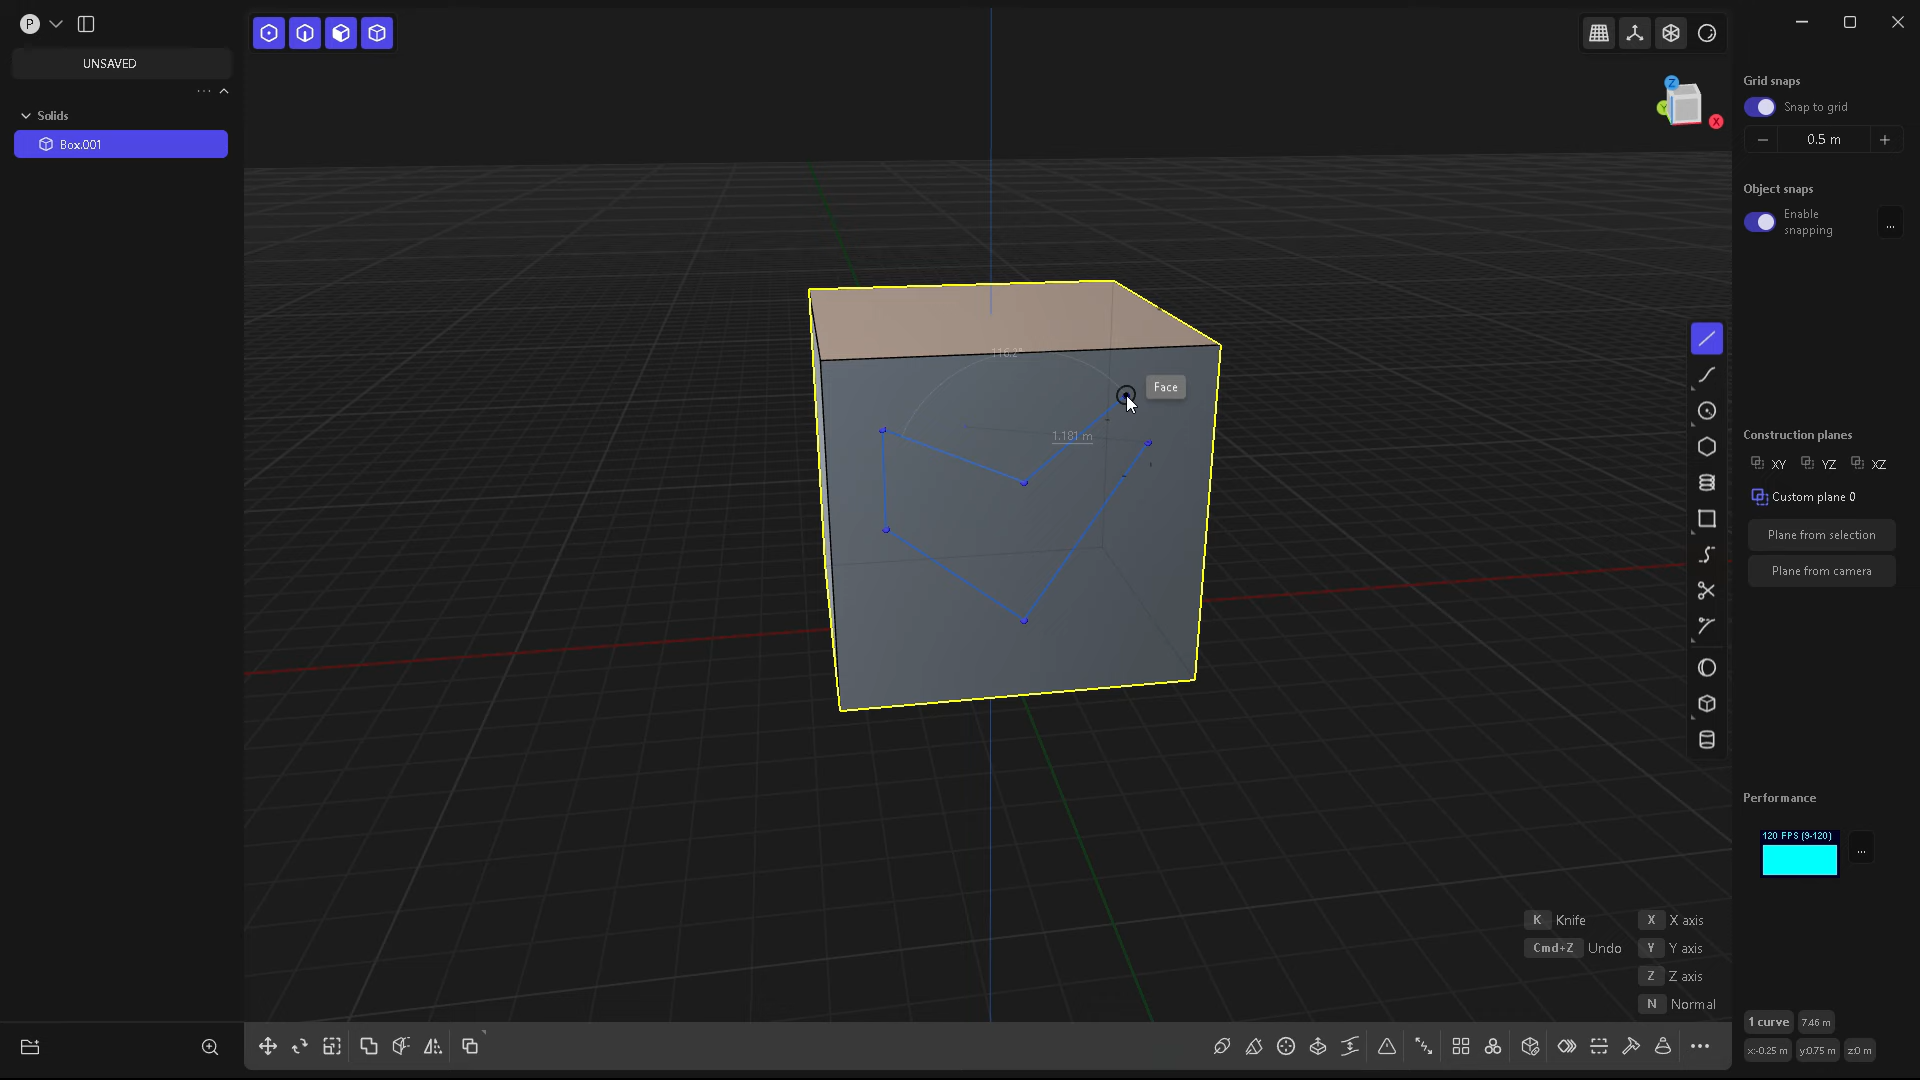 P
UNSAVED
Solids
Box.001
Z
Y
X
116.2°
Face
1.181 m
Grid snaps
Snap to grid
0.5 m
Object snaps
Enable
snapping
...
Construction planes
XY
YZ
XZ
Custom plane 0
Plane from selection
Plane from camera
Performance
120 FPS (9-120)
...
K Knife
X X axis
Cmd+Z Undo
Y Y axis
Z Z axis
N Normal
1 curve 7.46 m
x:-0.25 m y:0.75 m z:0 m